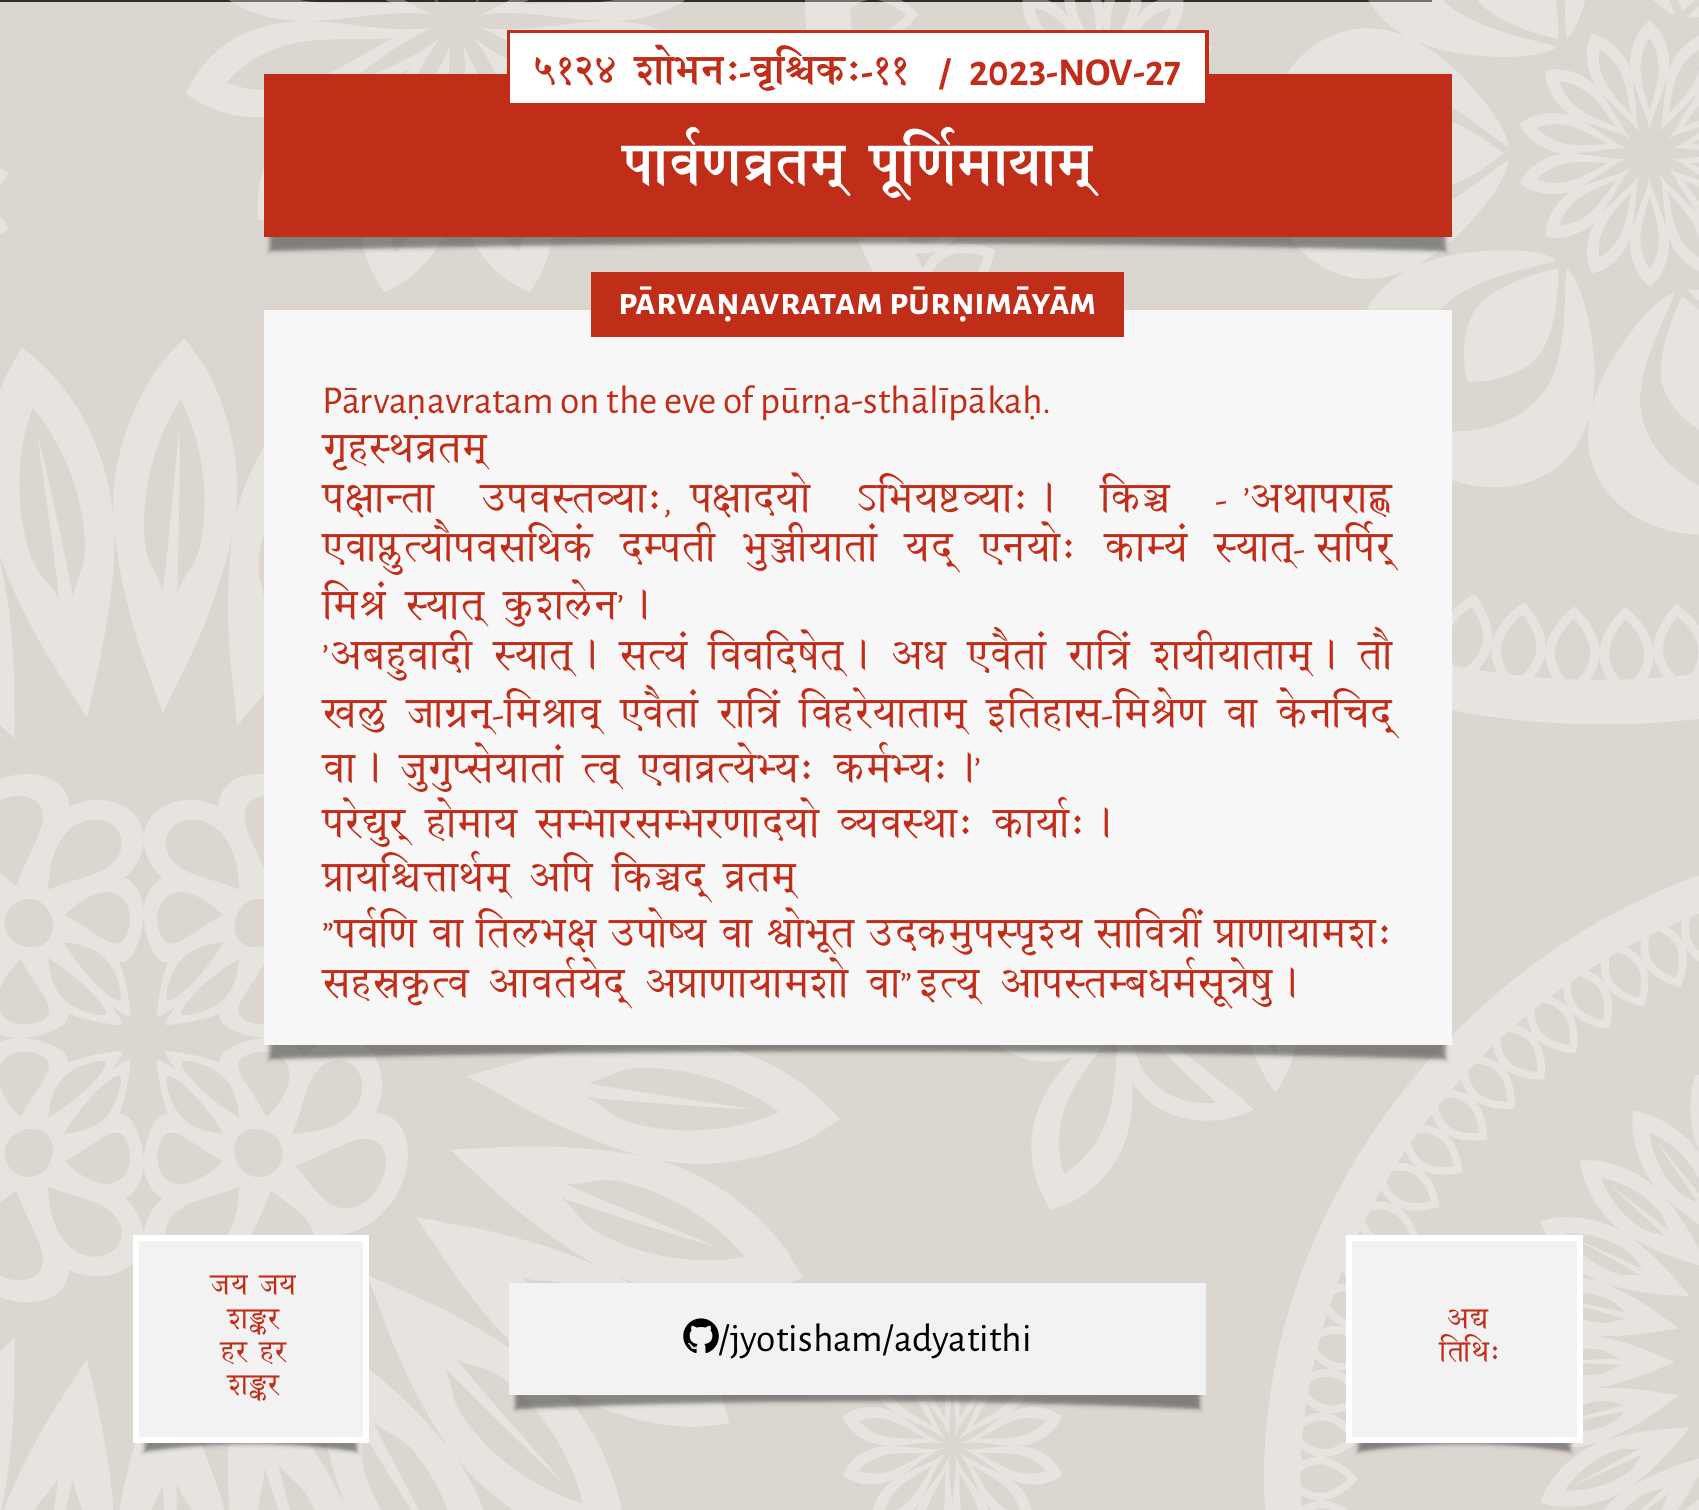 ५१२४ शोभनः-वृश्चिकः-११ / 2023-NOV-27
पार्वणव्रतम् पूर्णिमायाम्
PĀRVAṆAVRATAM PŪRṆIMĀYĀM
Pārvaṇavratam on the eve of pūrṇa-sthālīpākaḥ.
गृहस्थव्रतम्
पक्षान्ता उपवस्तव्याः, पक्षादयो ऽभियष्टव्याः। किञ्च - ’अथापराह्ण
एवाप्लुत्यौपवसथिकं दम्पती भुञ्जीयातां यद् एनयोः काम्यं स्यात्- सर्पिर्
मिश्रं स्यात् कुशलेन’।
’अबहुवादी स्यात्। सत्यं विवदिषेत्। अध एवैतां रात्रिं शयीयाताम्। तौ
खलु जाग्रन्-मिश्राव् एवैतां रात्रिं विहरेयाताम् इतिहास-मिश्रेण वा केनचिद्
वा। जुगुप्सेयातां त्व् एवाव्रत्येभ्यः कर्मभ्यः।’
परेद्युर् होमाय सम्भारसम्भरणादयो व्यवस्थाः कार्याः।
प्रायश्चित्तार्थम् अपि किञ्चद् व्रतम्
”पर्वणि वा तिलभक्ष उपोष्य वा श्वोभूत उदकमुपस्पृश्य सावित्रीं प्राणायामशः
सहस्रकृत्व आवर्तयेद् अप्राणायामशो वा” इत्य् आपस्तम्बधर्मसूत्रेषु।
जय जय
शङ्कर
हर हर
शङ्कर
/jyotisham/adyatithi
अद्य
तिथिः